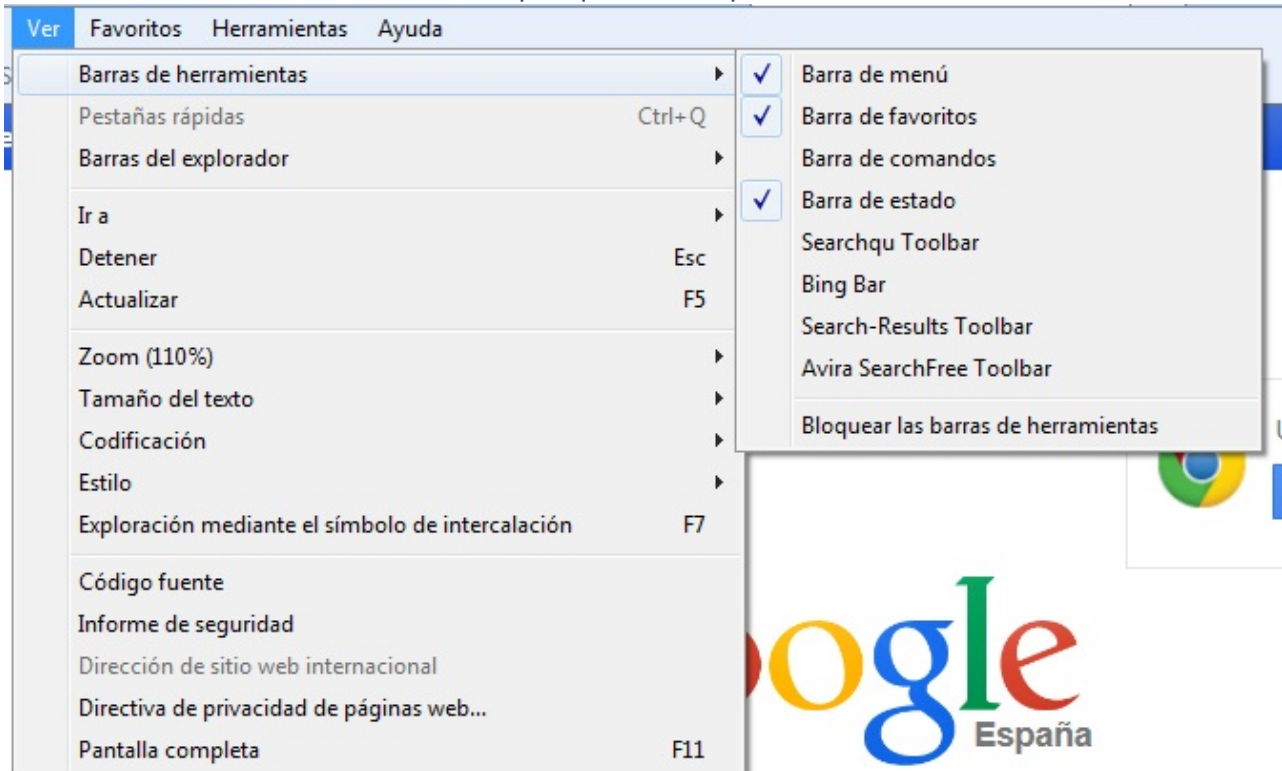 Ver Favoritos Herramientas Ayuda
Barras de herramientas
Pestañas rápidas Ctrl+Q
Barras del explorador
Ir a
Detener Esc
Actualizar F5
Zoom (110%)
Tamaño del texto
Codificación
Estilo
Exploración mediante el símbolo de intercalación F7
Código fuente
Informe de seguridad
Dirección de sitio web internacional
Directiva de privacidad de páginas web...
Pantalla completa F11
Barra de menú
Barra de favoritos
Barra de comandos
Barra de estado
Searchqu Toolbar
Bing Bar
Search-Results Toolbar
Avira SearchFree Toolbar
Bloquear las barras de herramientas
ogle
España